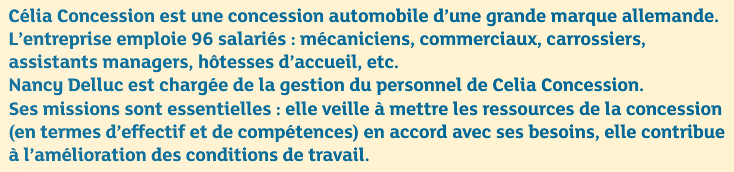 Célia Concession est une concession automobile d’une grande marque allemande.
L’entreprise emploie 96 salariés : mécaniciens, commerciaux, carrossiers,
assistants managers, hôtesses d’accueil, etc.
Nancy Delluc est chargée de la gestion du personnel de Celia Concession.
Ses missions sont essentielles : elle veille à mettre les ressources de la concession
(en termes d’effectif et de compétences) en accord avec ses besoins, elle contribue
à l’amélioration des conditions de travail.